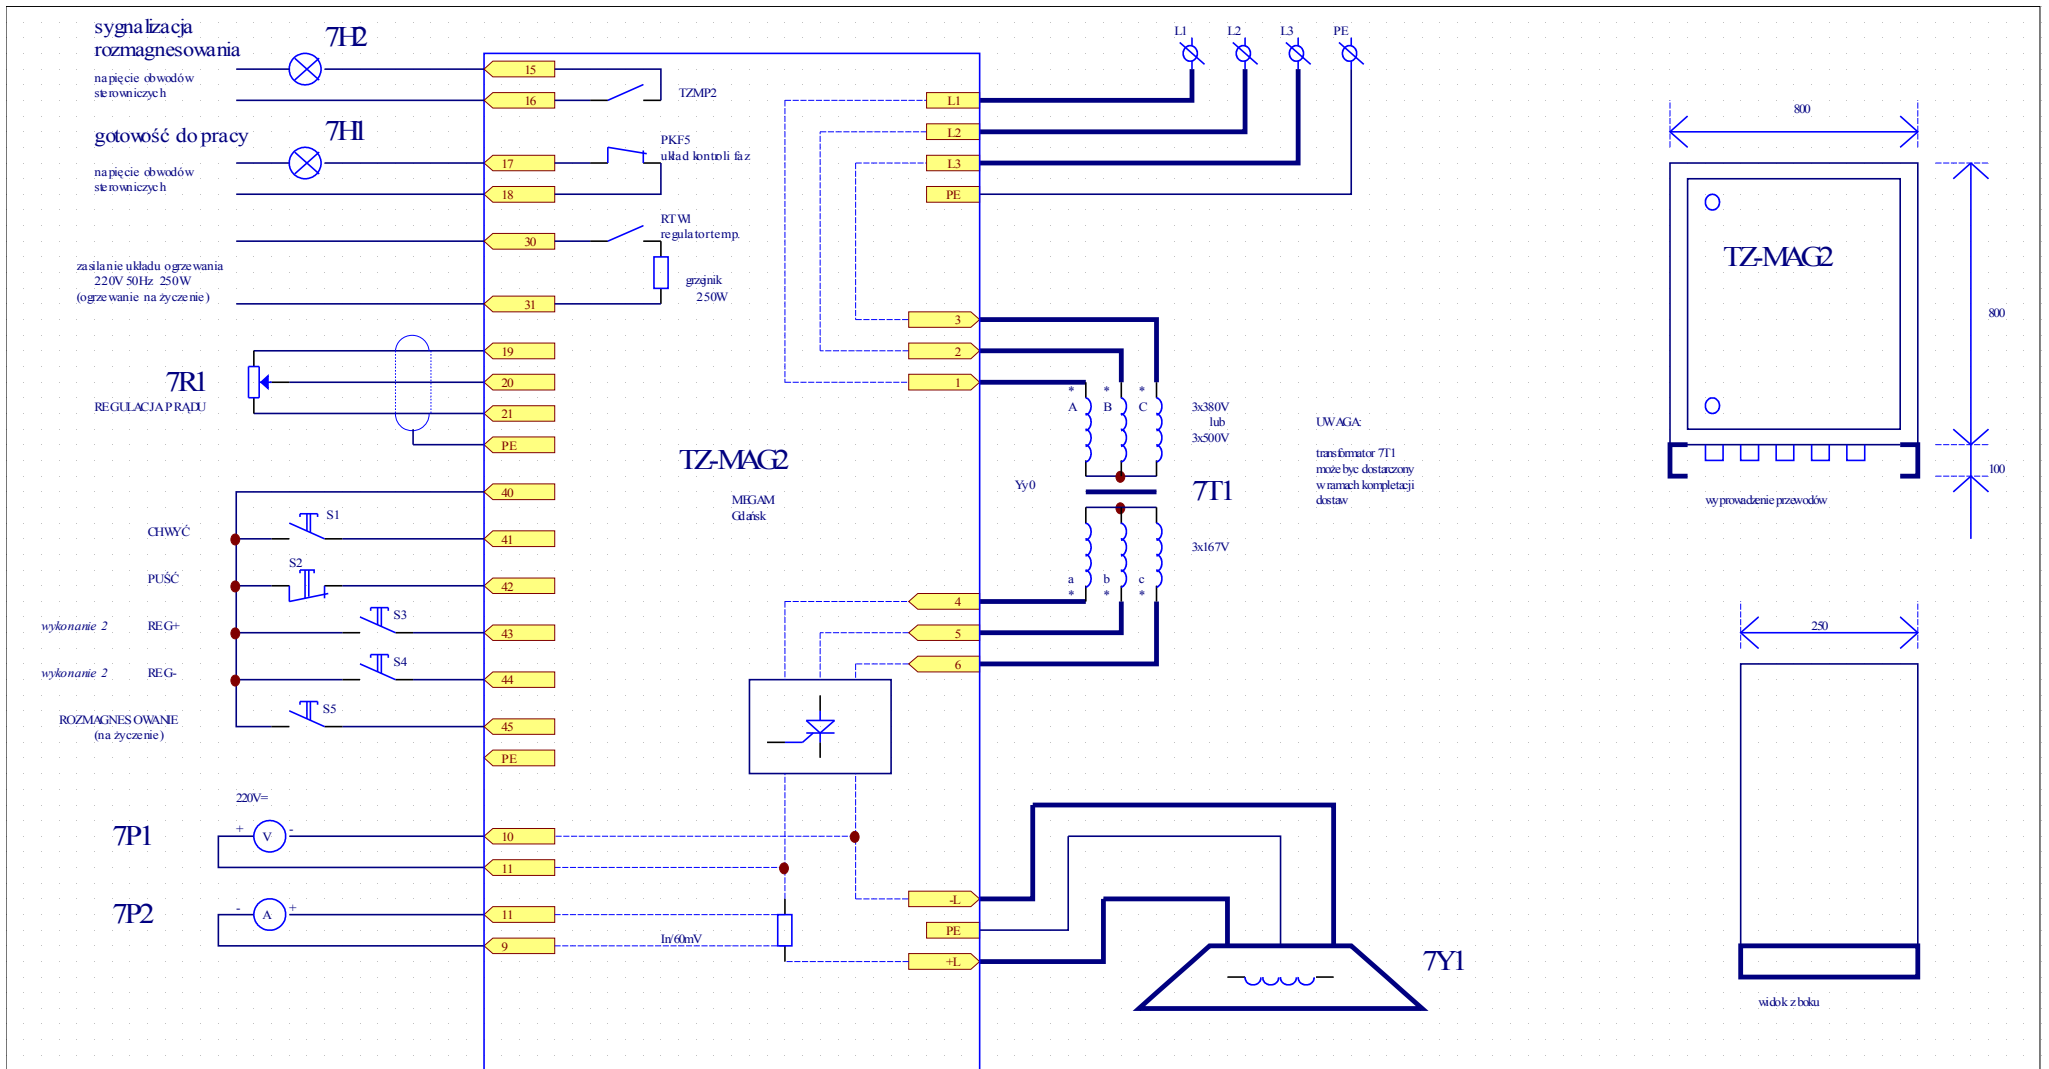 sygnalizacja
rozmagnesowania
7H2
napięcie obwodów
sterowniczych
15
16
TZMP2
gotowość do pracy
7H1
napięcie obwodów
sterowniczych
17
18
PKF5
układ kontroli faz
30
RTW1
regulator temp.
zasilanie układu ogrzewania
220V 50Hz 250W
(ogrzewanie na życzenie)
grzejnik
250W
31
7R1
REGULACJA PRĄDU
19
20
21
PE
40
CHWYĆ
S1
41
PUŚĆ
S2
42
wykonanie 2
REG+
S3
43
wykonanie 2
REG-
S4
44
ROZMAGNESOWANIE
(na życzenie)
S5
45
PE
220V=
7P1
+
V
-
10
11
7P2
-
A
+
11
9
In/60mV
TZ-MAG2
MEGAM
Gdańsk
L1
L2
L3
PE
L1
L2
L3
PE
3
2
1
*
*
*
A
B
C
3x380V
lub
3x500V
Yy0
7T1
3x167V
a
b
c
*
*
*
4
5
6
UWAGA:
transformator 7T1
może byc dostarczony
w ramach kompletacji
dostaw
-L
PE
+L
7Y1
800
TZ-MAG2
800
100
wyprowadzenie przewodów
250
widok z boku